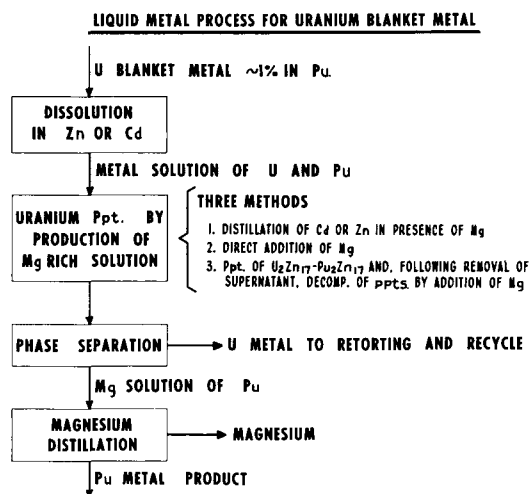 LIQUID METAL PROCESS FOR URANIUM BLANKET METAL
U BLANKET METAL ~1% IN Pu.
DISSOLUTION
IN Zn OR Cd
METAL SOLUTION OF U AND Pu
URANIUM Ppt. BY
PRODUCTION OF
Mg RICH SOLUTION
THREE METHODS
1. DISTILLATION OF Cd OR Zn IN PRESENCE OF Mg
2. DIRECT ADDITION OF Mg
3. Ppt. OF U₂Zn₁₇-Pu₂Zn₁₇ AND, FOLLOWING REMOVAL OF
SUPERNATANT, DECOMP. OF ppts. BY ADDITION OF Mg
PHASE SEPARATION
U METAL TO RETORTING AND RECYCLE
Mg SOLUTION OF Pu
MAGNESIUM
DISTILLATION
MAGNESIUM
Pu METAL PRODUCT